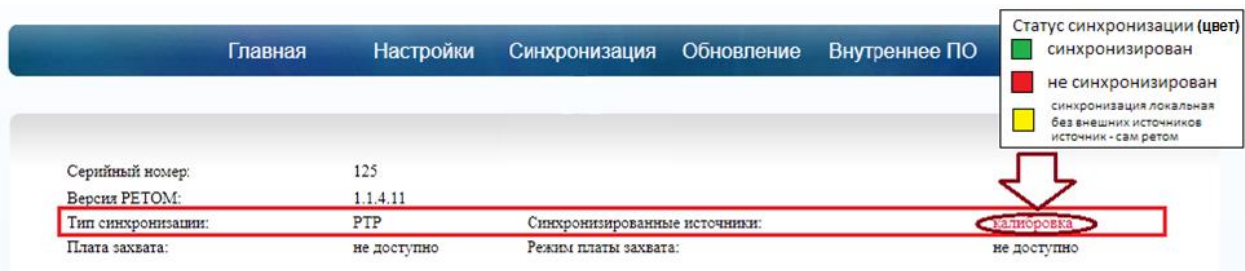 Статус синхронизации (цвет)
синхронизирован
не синхронизирован
синхронизация локальная
без внешних источников
источник - сам ретом
Главная Настройки Синхронизация Обновление Внутреннее ПО
Серийный номер: 125
Версия РЕТОМ: 1.1.4.11
Тип синхронизации: PTP Синхронизированные источники: калибровка
Плата захвата: не доступно Режим платы захвата: не доступно